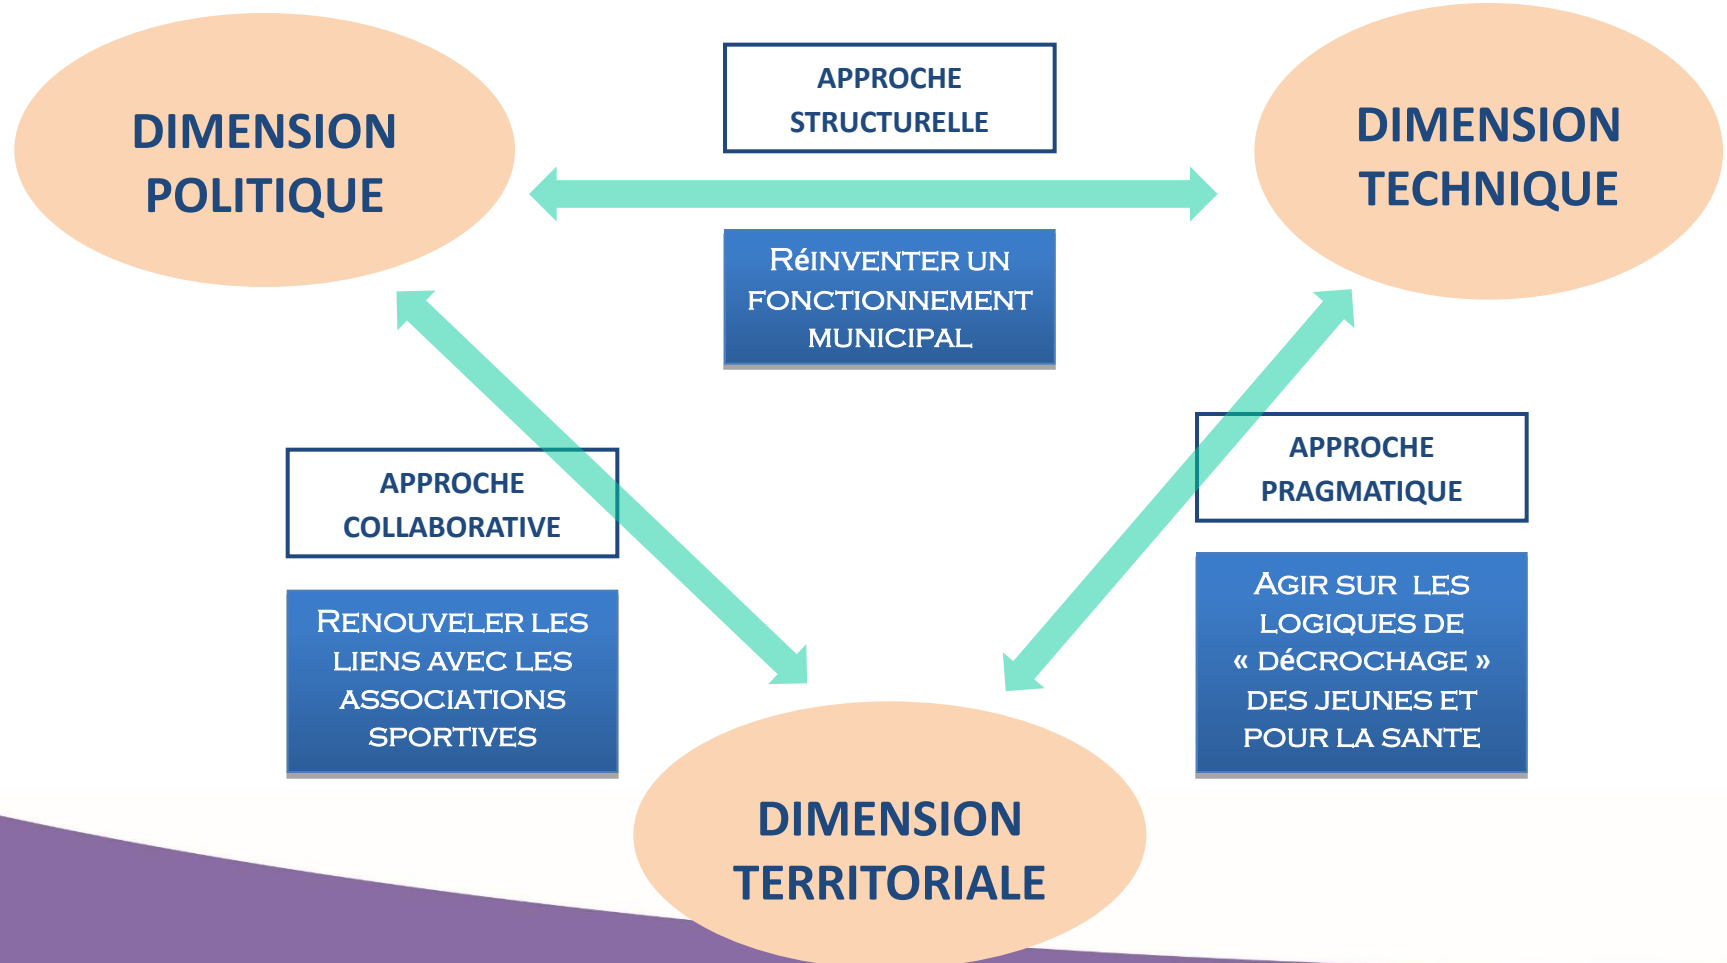 DIMENSION
POLITIQUE
APPROCHE
STRUCTURELLE
DIMENSION
TECHNIQUE
Réinventer un
fonctionnement
municipal
APPROCHE
COLLABORATIVE
APPROCHE
PRAGMATIQUE
Renouveler les
liens avec les
associations
sportives
Agir sur les
logiques de
« décrochage »
des jeunes et
pour la sante
DIMENSION
TERRITORIALE